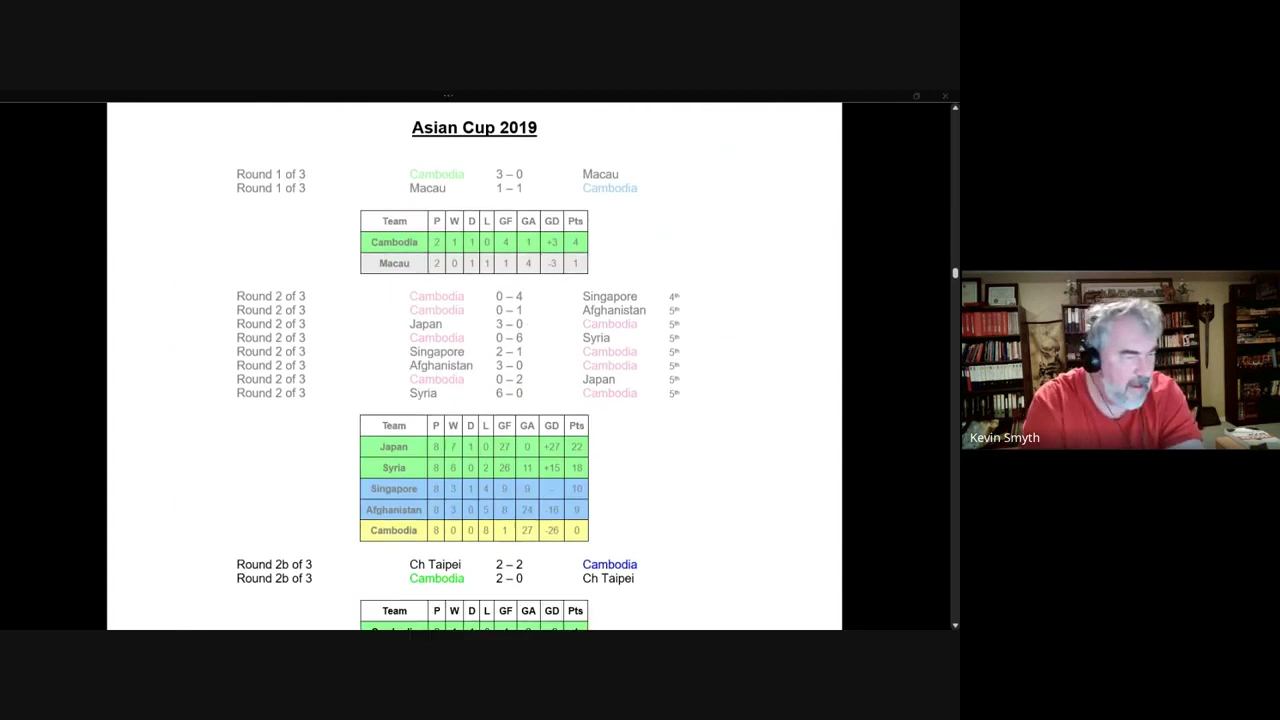 Asian Cup 2019
Round 1 of 3 Cambodia 3 – 0 Macau
Round 1 of 3 Macau 1 – 1 Cambodia
Team P W D L GF GA GD Pts
Cambodia 2 1 1 0 4 1 +3 4
Macau 2 0 1 1 1 4 -3 1
Round 2 of 3 Cambodia 0 – 4 Singapore 4th
Round 2 of 3 Cambodia 0 – 1 Afghanistan 5th
Round 2 of 3 Japan 3 – 0 Cambodia 5th
Round 2 of 3 Cambodia 0 – 6 Syria 5th
Round 2 of 3 Singapore 2 – 1 Cambodia 5th
Round 2 of 3 Afghanistan 3 – 0 Cambodia 5th
Round 2 of 3 Cambodia 0 – 2 Japan 5th
Round 2 of 3 Syria 6 – 0 Cambodia 5th
Team P W D L GF GA GD Pts
Japan 8 7 1 0 27 0 +27 22
Syria 8 6 0 2 26 11 +15 18
Singapore 8 3 1 4 9 9 - 10
Afghanistan 8 3 0 5 8 24 -16 9
Cambodia 8 0 0 8 1 27 -26 0
Round 2b of 3 Ch Taipei 2 – 2 Cambodia
Round 2b of 3 Cambodia 2 – 0 Ch Taipei
Team P W D L GF GA GD Pts
Kevin Smyth